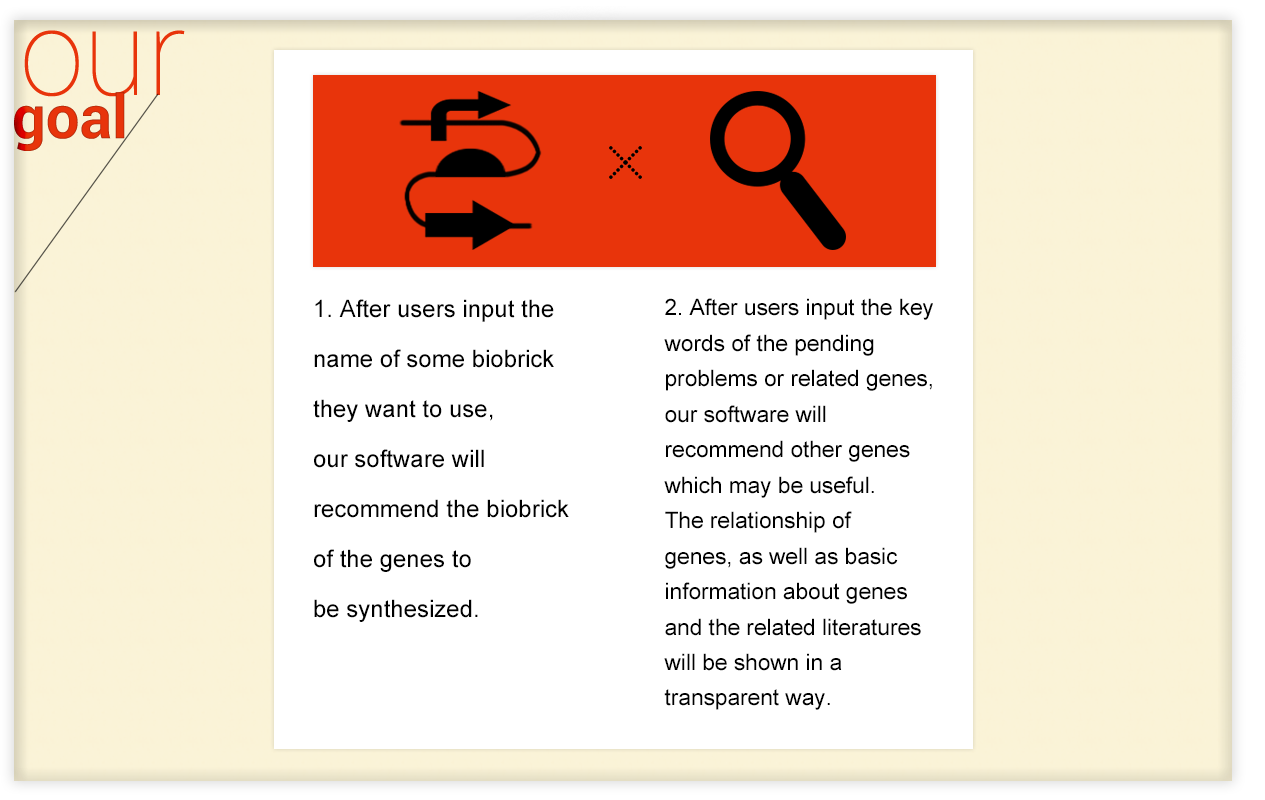 our
goal
1. After users input the
name of some biobrick
they want to use,
our software will
recommend the biobrick
of the genes to
be synthesized.
2. After users input the key
words of the pending
problems or related genes,
our software will
recommend other genes
which may be useful.
The relationship of
genes, as well as basic
information about genes
and the related literatures
will be shown in a
transparent way.